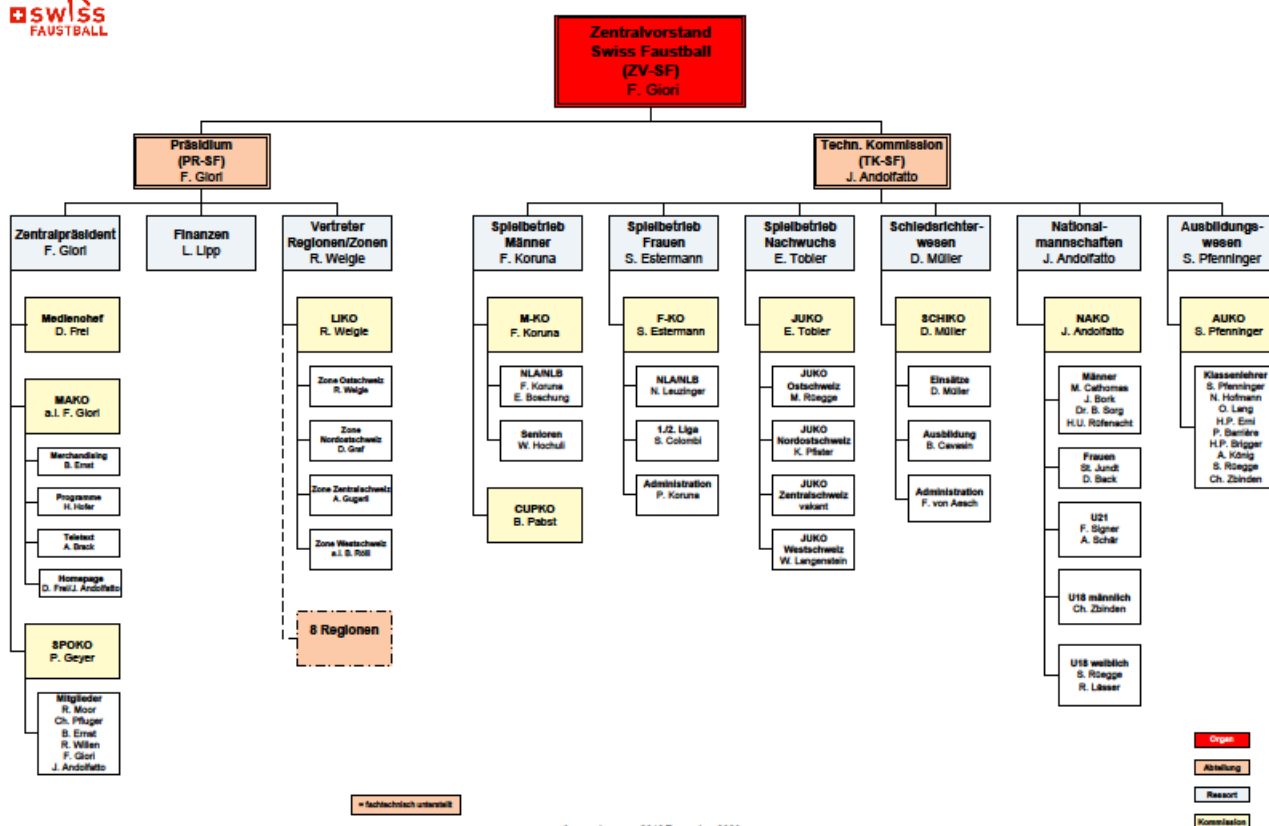 SWISS
FAUSTBALL
Zentralvorstand
Swiss Faustball
(ZV-SF)
F. Giori
Präsidium
(PR-SF)
F. Giori
Techn. Kommission
(TK-SF)
J. Andolfatto
Zentralpräsident
F. Giori
Finanzen
L. Lipp
Vertreter
Regionen/Zonen
R. Weigle
Spielbetrieb
Männer
F. Koruna
Spielbetrieb
Frauen
S. Estermann
Spielbetrieb
Nachwuchs
E. Tobler
Schiedsrichter-
wesen
D. Müller
National-
mannschaften
J. Andolfatto
Ausbildungs-
wesen
S. Pfenninger
Medienchef
D. Frei
MAKO
a.i. F. Giori
Merchandising
B. Ernst
Programme
H. Hofer
Teletext
A. Brack
Homepage
D. Frei/J. Andolfatto
SPOKO
P. Geyer
Mitglieder
R. Moor
Ch. Pfluger
B. Ernst
R. Willen
F. Giori
J. Andolfatto
LIKO
R. Weigle
Zone Ostschweiz
R. Weigle
Zone
Nordostschweiz
D. Graf
Zone Zentralschweiz
A. Gugerli
Zone Westschweiz
a.i. B. Rölli
8 Regionen
M-KO
F. Koruna
NLA/NLB
F. Koruna
E. Boschung
Senioren
W. Hochuli
CUPKO
B. Pabst
F-KO
S. Estermann
NLA/NLB
N. Leuzinger
1./2. Liga
S. Colombi
Administration
P. Koruna
JUKO
E. Tobler
JUKO
Ostschweiz
M. Rüegge
JUKO
Nordostschweiz
K. Pfister
JUKO
Zentralschweiz
vakant
JUKO
Westschweiz
W. Langenstein
SCHIKO
D. Müller
Einsätze
D. Müller
Ausbildung
B. Cavesin
Administration
F. von Aesch
NAKO
J. Andolfatto
Männer
M. Cathomas
J. Bork
Dr. B. Sorg
H.U. Rüfenacht
Frauen
St. Jundt
D. Back
U21
F. Signer
A. Schär
U18 männlich
Ch. Zbinden
U18 weiblich
S. Rüegge
R. Lässer
AUKO
S. Pfenninger
Klassenlehrer
S. Pfenninger
N. Hofmann
O. Lang
H.P. Erni
P. Barrière
H.P. Brigger
A. König
S. Rüegge
Ch. Zbinden
= fachtechnisch unterstellt
Organ
Abteilung
Ressort
Kommission